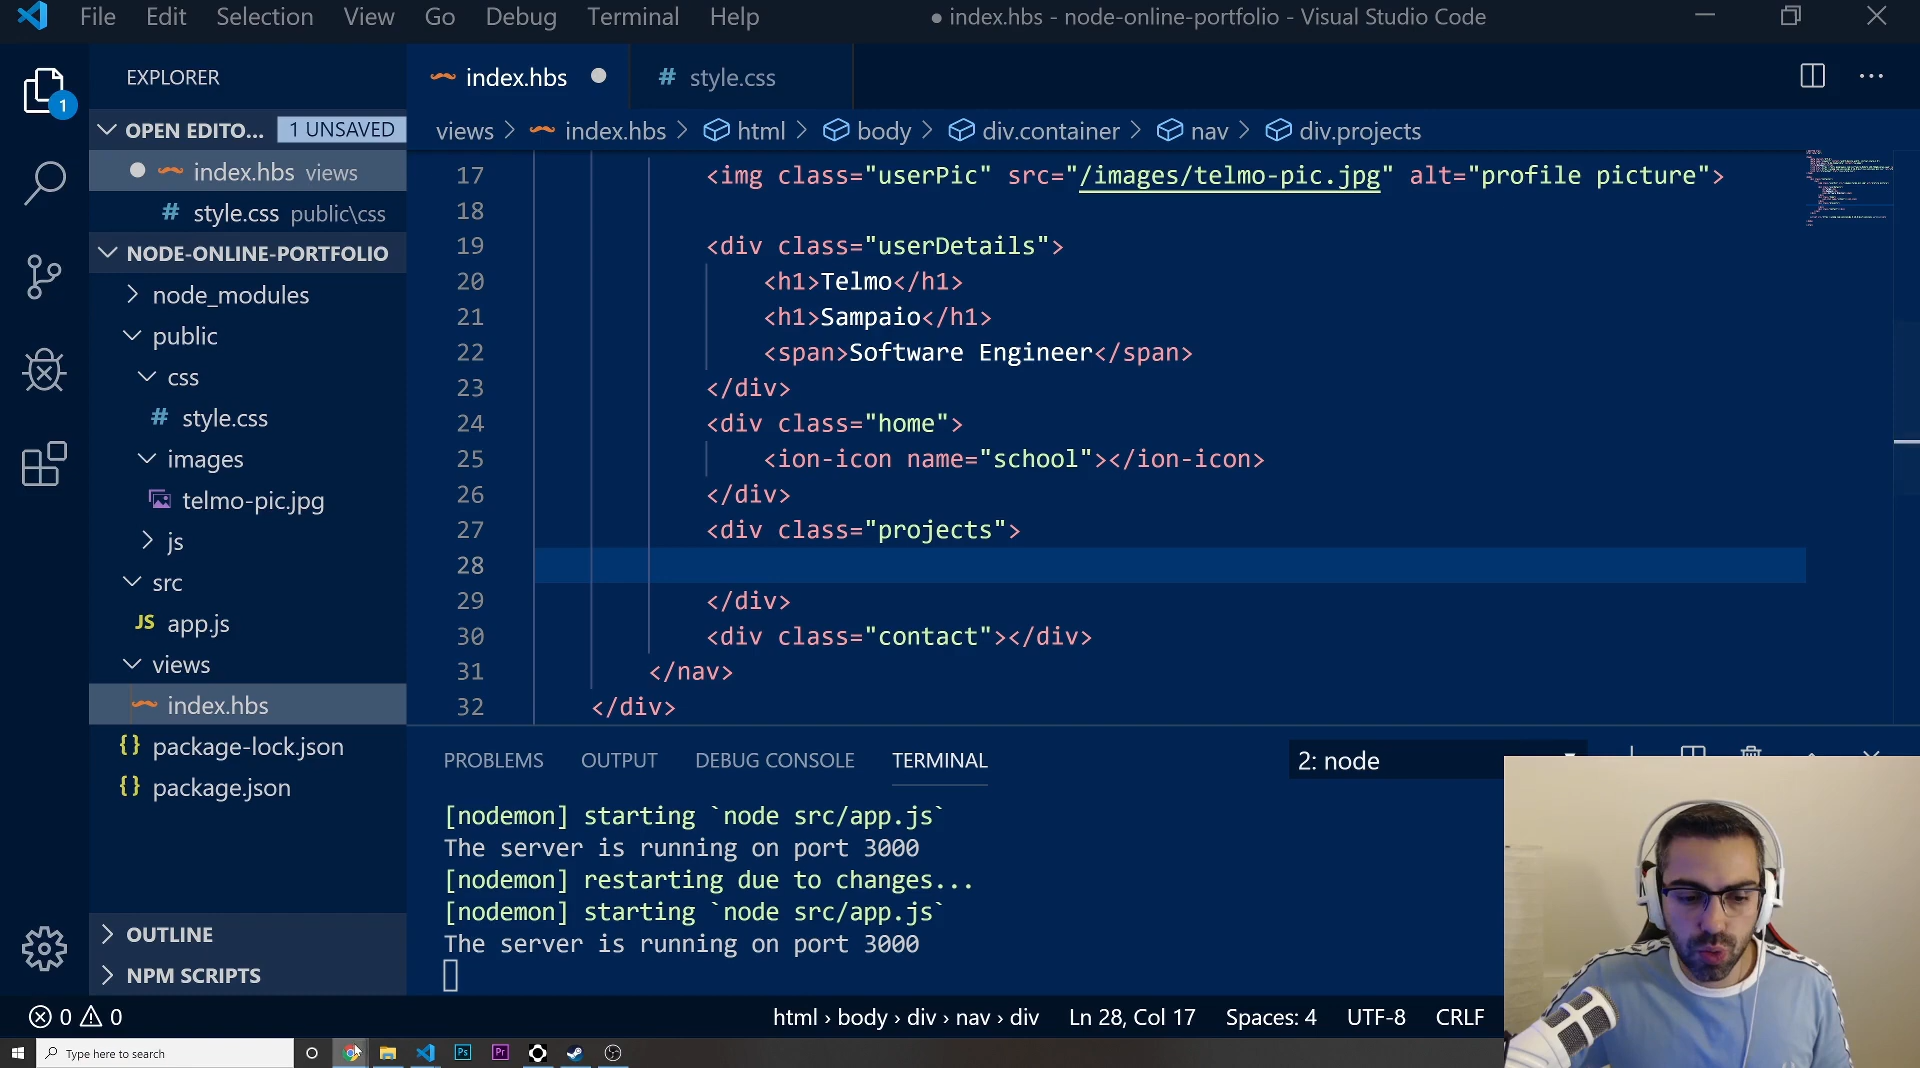 File Edit Selection View Go Debug Terminal Help
● index.hbs - node-online-portfolio - Visual Studio Code
EXPLORER
1
OPEN EDITO... 1 UNSAVED
index.hbs views
# style.css public\css
NODE-ONLINE-PORTFOLIO
node_modules
public
css
# style.css
images
telmo-pic.jpg
js
src
JS app.js
views
index.hbs
{} package-lock.json
{} package.json
OUTLINE
NPM SCRIPTS
index.hbs # style.css
views > index.hbs > html > body > div.container > nav > div.projects
17 <img class="userPic" src="/images/telmo-pic.jpg" alt="profile picture">
18
19 <div class="userDetails">
20 <h1>Telmo</h1>
21 <h1>Sampaio</h1>
22 <span>Software Engineer</span>
23 </div>
24 <div class="home">
25 <ion-icon name="school"></ion-icon>
26 </div>
27 <div class="projects">
28
29 </div>
30 <div class="contact"></div>
31 </nav>
32 </div>
PROBLEMS OUTPUT DEBUG CONSOLE TERMINAL 2: node
[nodemon] starting `node src/app.js`
The server is running on port 3000
[nodemon] restarting due to changes...
[nodemon] starting `node src/app.js`
The server is running on port 3000
0 0 html › body › div › nav › div Ln 28, Col 17 Spaces: 4 UTF-8 CRLF
Type here to search Ps Pr